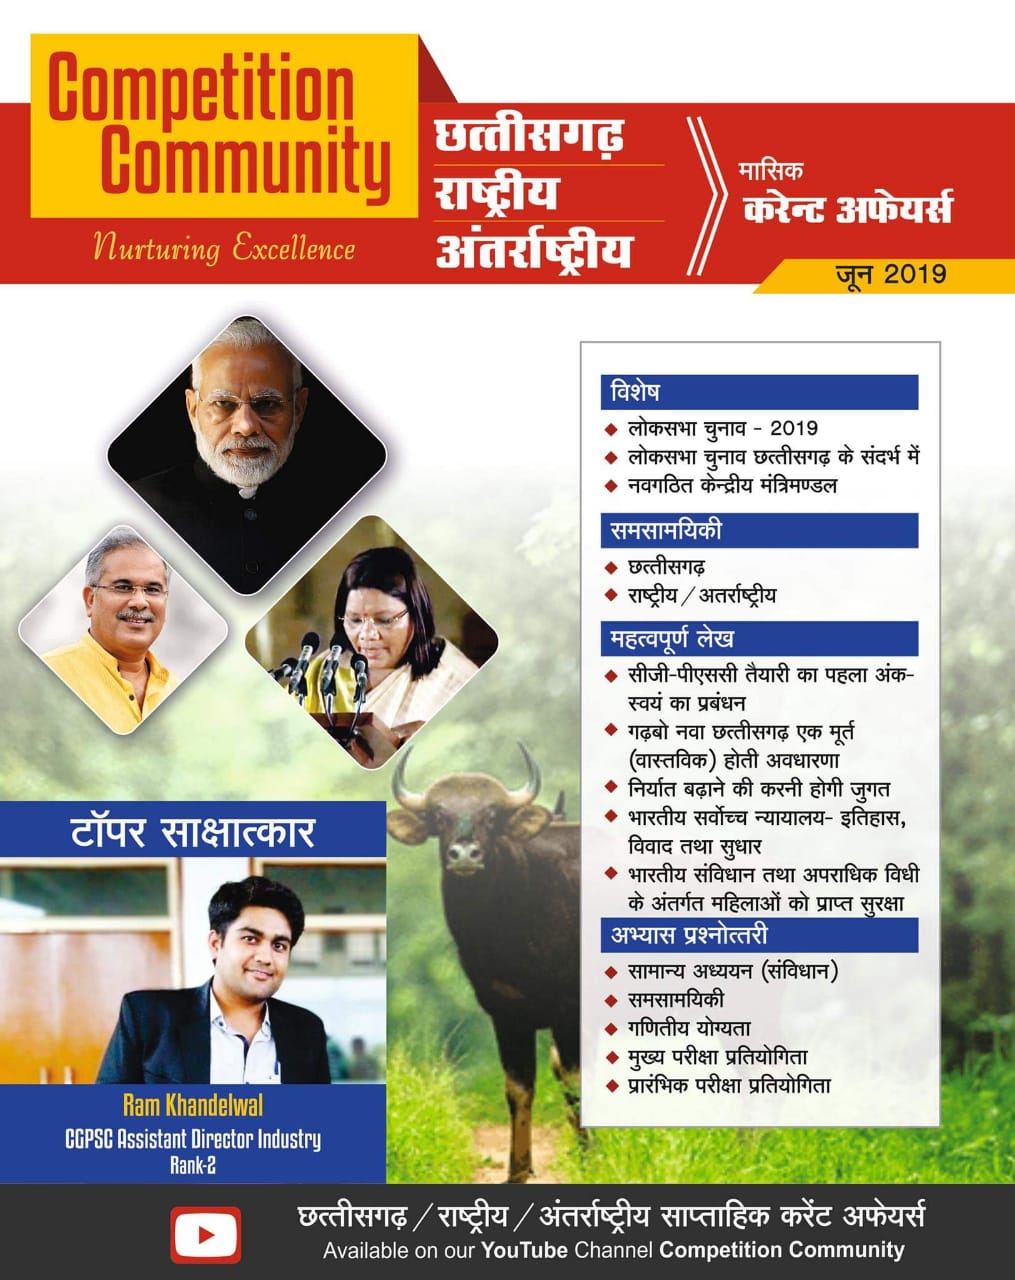 Competition
Community
Nurturing Excellence
छत्तीसगढ़
राष्ट्रीय
अंतर्राष्ट्रीय
मासिक
करेन्ट अफेयर्स
जून 2019
विशेष
लोकसभा चुनाव - 2019
लोकसभा चुनाव छत्तीसगढ़ के संदर्भ में
नवगठित केन्द्रीय मंत्रिमण्डल
समसामयिकी
छत्तीसगढ़
राष्ट्रीय / अतर्राष्ट्रीय
महत्वपूर्ण लेख
सीजी-पीएससी तैयारी का पहला अंक-
स्वयं का प्रबंधन
गढ़बो नवा छत्तीसगढ़ एक मूर्त
(वास्तविक) होती अवधारणा
निर्यात बढ़ाने की करनी होगी जुगत
भारतीय सर्वोच्च न्यायालय- इतिहास,
विवाद तथा सुधार
भारतीय संविधान तथा अपराधिक विधी
के अंतर्गत महिलाओं को प्राप्त सुरक्षा
अभ्यास प्रश्नोत्तरी
सामान्य अध्ययन (संविधान)
समसामयिकी
गणितीय योग्यता
मुख्य परीक्षा प्रतियोगिता
प्रारंभिक परीक्षा प्रतियोगिता
टॉपर साक्षात्कार
Ram Khandelwal
CGPSC Assistant Director Industry
Rank-2
छत्तीसगढ़ / राष्ट्रीय / अंतर्राष्ट्रीय साप्ताहिक करेंट अफेयर्स
Available on our YouTube Channel Competition Community